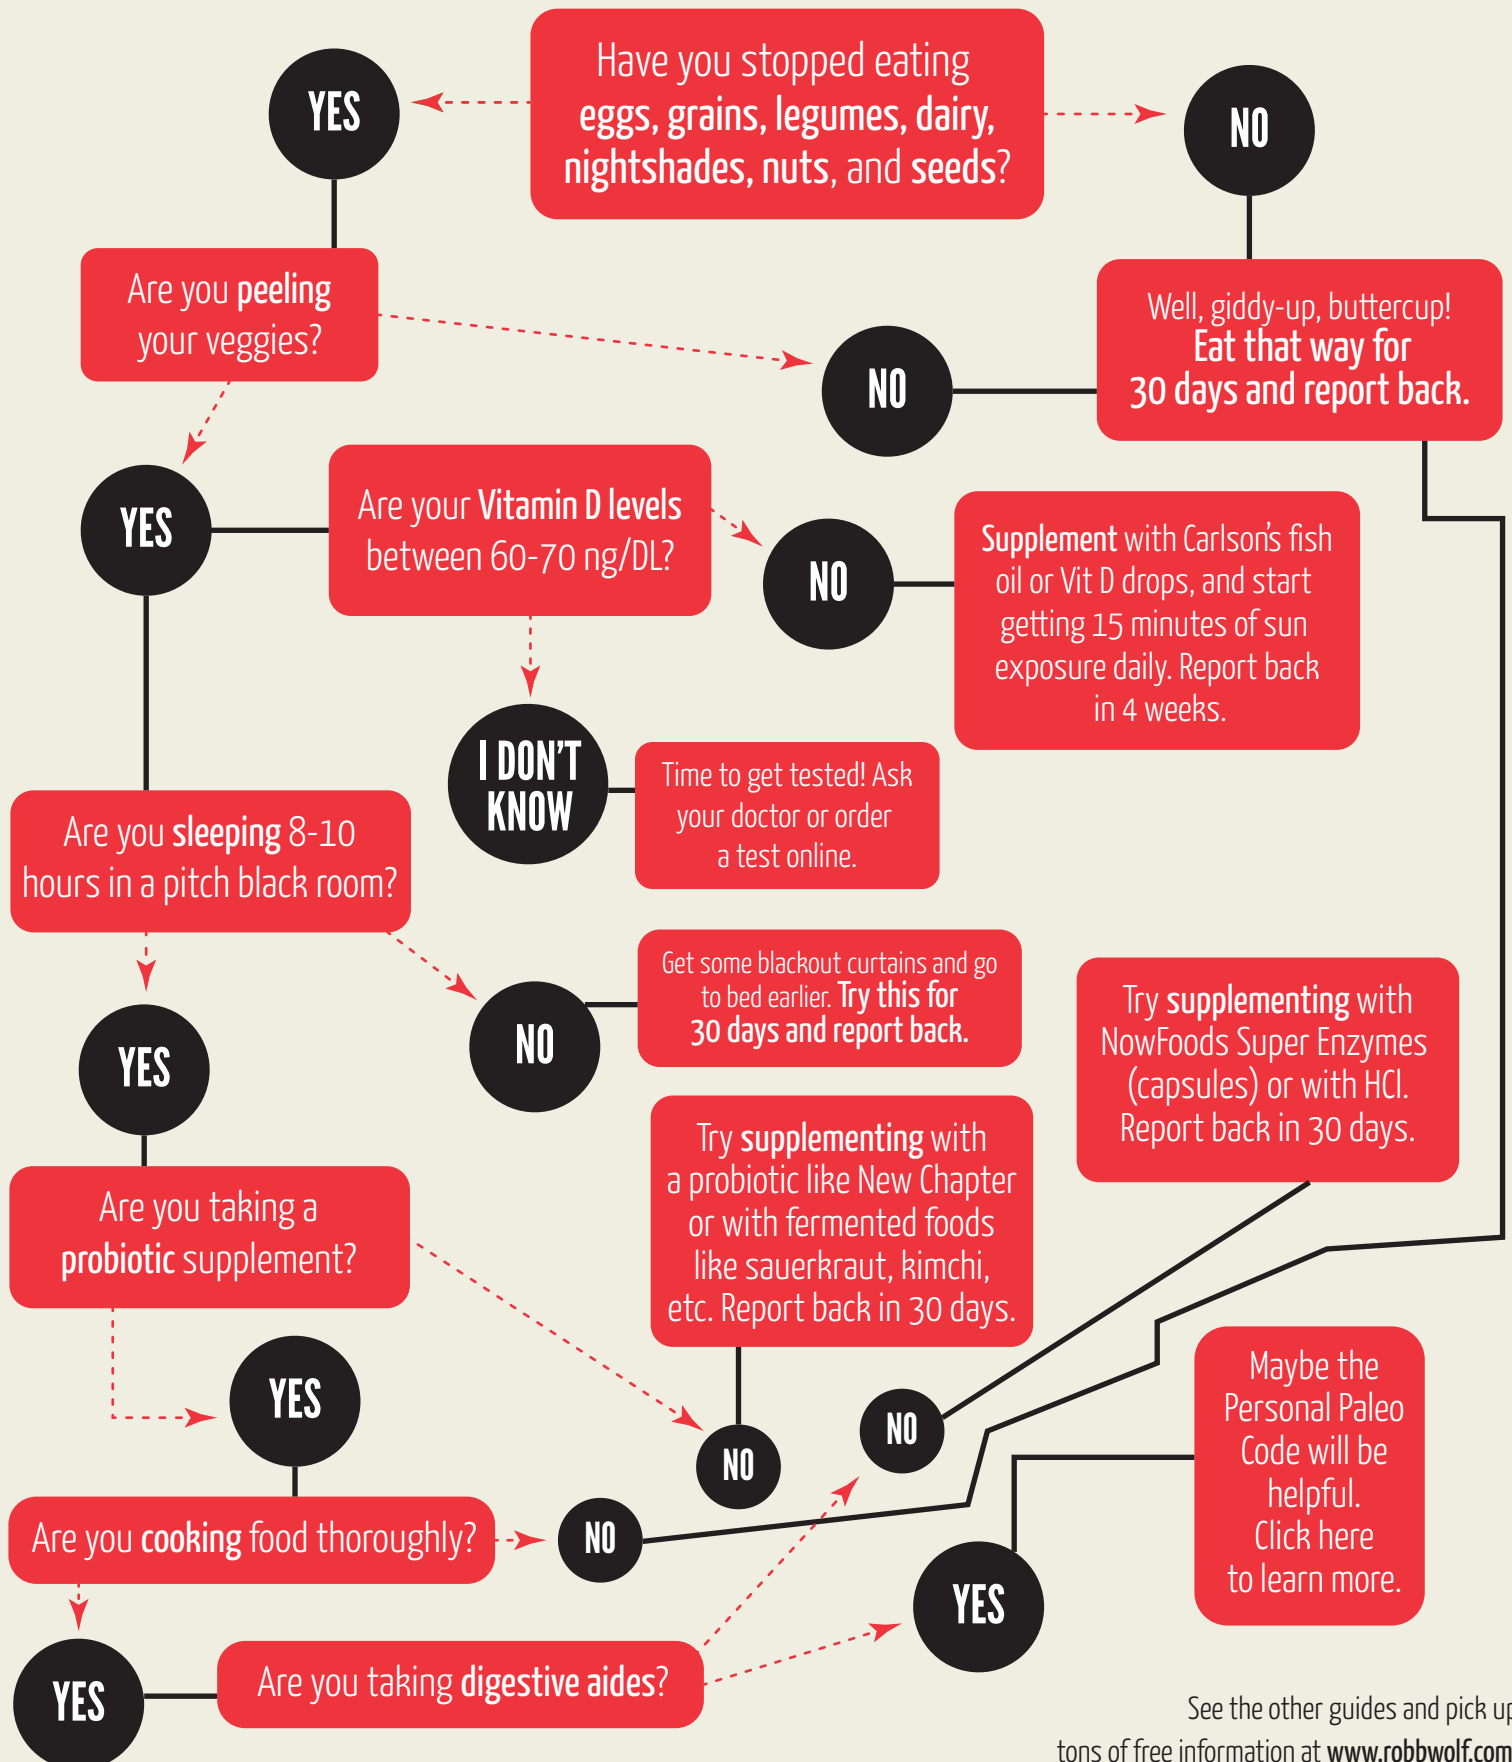 Have you stopped eating
eggs, grains, legumes, dairy,
nightshades, nuts, and seeds?
YES
NO
Are you peeling
your veggies?
Well, giddy-up, buttercup!
Eat that way for
30 days and report back.
NO
YES
Are your Vitamin D levels
between 60-70 ng/DL?
NO
Supplement with Carlson's fish
oil or Vit D drops, and start
getting 15 minutes of sun
exposure daily. Report back
in 4 weeks.
I DON'T
KNOW
Time to get tested! Ask
your doctor or order
a test online.
Are you sleeping 8-10
hours in a pitch black room?
Get some blackout curtains and go
to bed earlier. Try this for
30 days and report back.
NO
YES
Try supplementing with
NowFoods Super Enzymes
(capsules) or with HCl.
Report back in 30 days.
Try supplementing with
a probiotic like New Chapter
or with fermented foods
like sauerkraut, kimchi,
etc. Report back in 30 days.
Are you taking a
probiotic supplement?
YES
NO
NO
Maybe the
Personal Paleo
Code will be
helpful.
Click here
to learn more.
Are you cooking food thoroughly?
NO
YES
YES
Are you taking digestive aides?
See the other guides and pick up
tons of free information at www.robbwolf.com